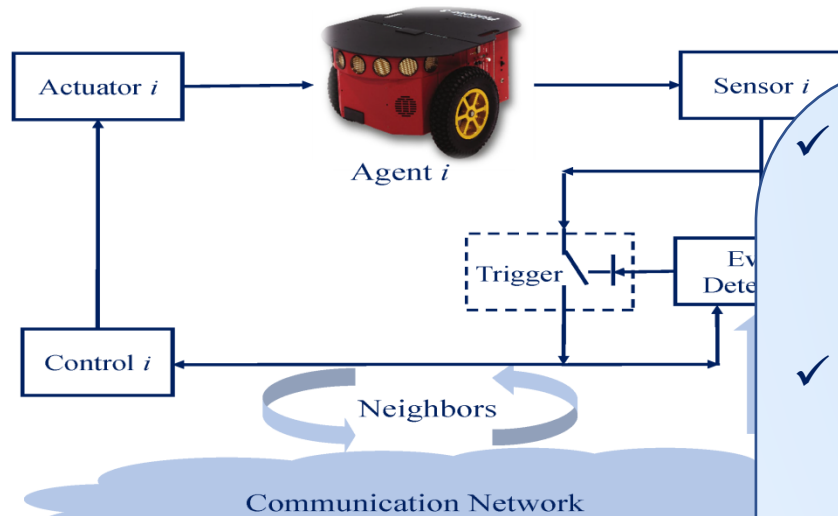 Actuator i
Sensor i
Agent i
Trigger
Control i
Neighbors
Communication Network